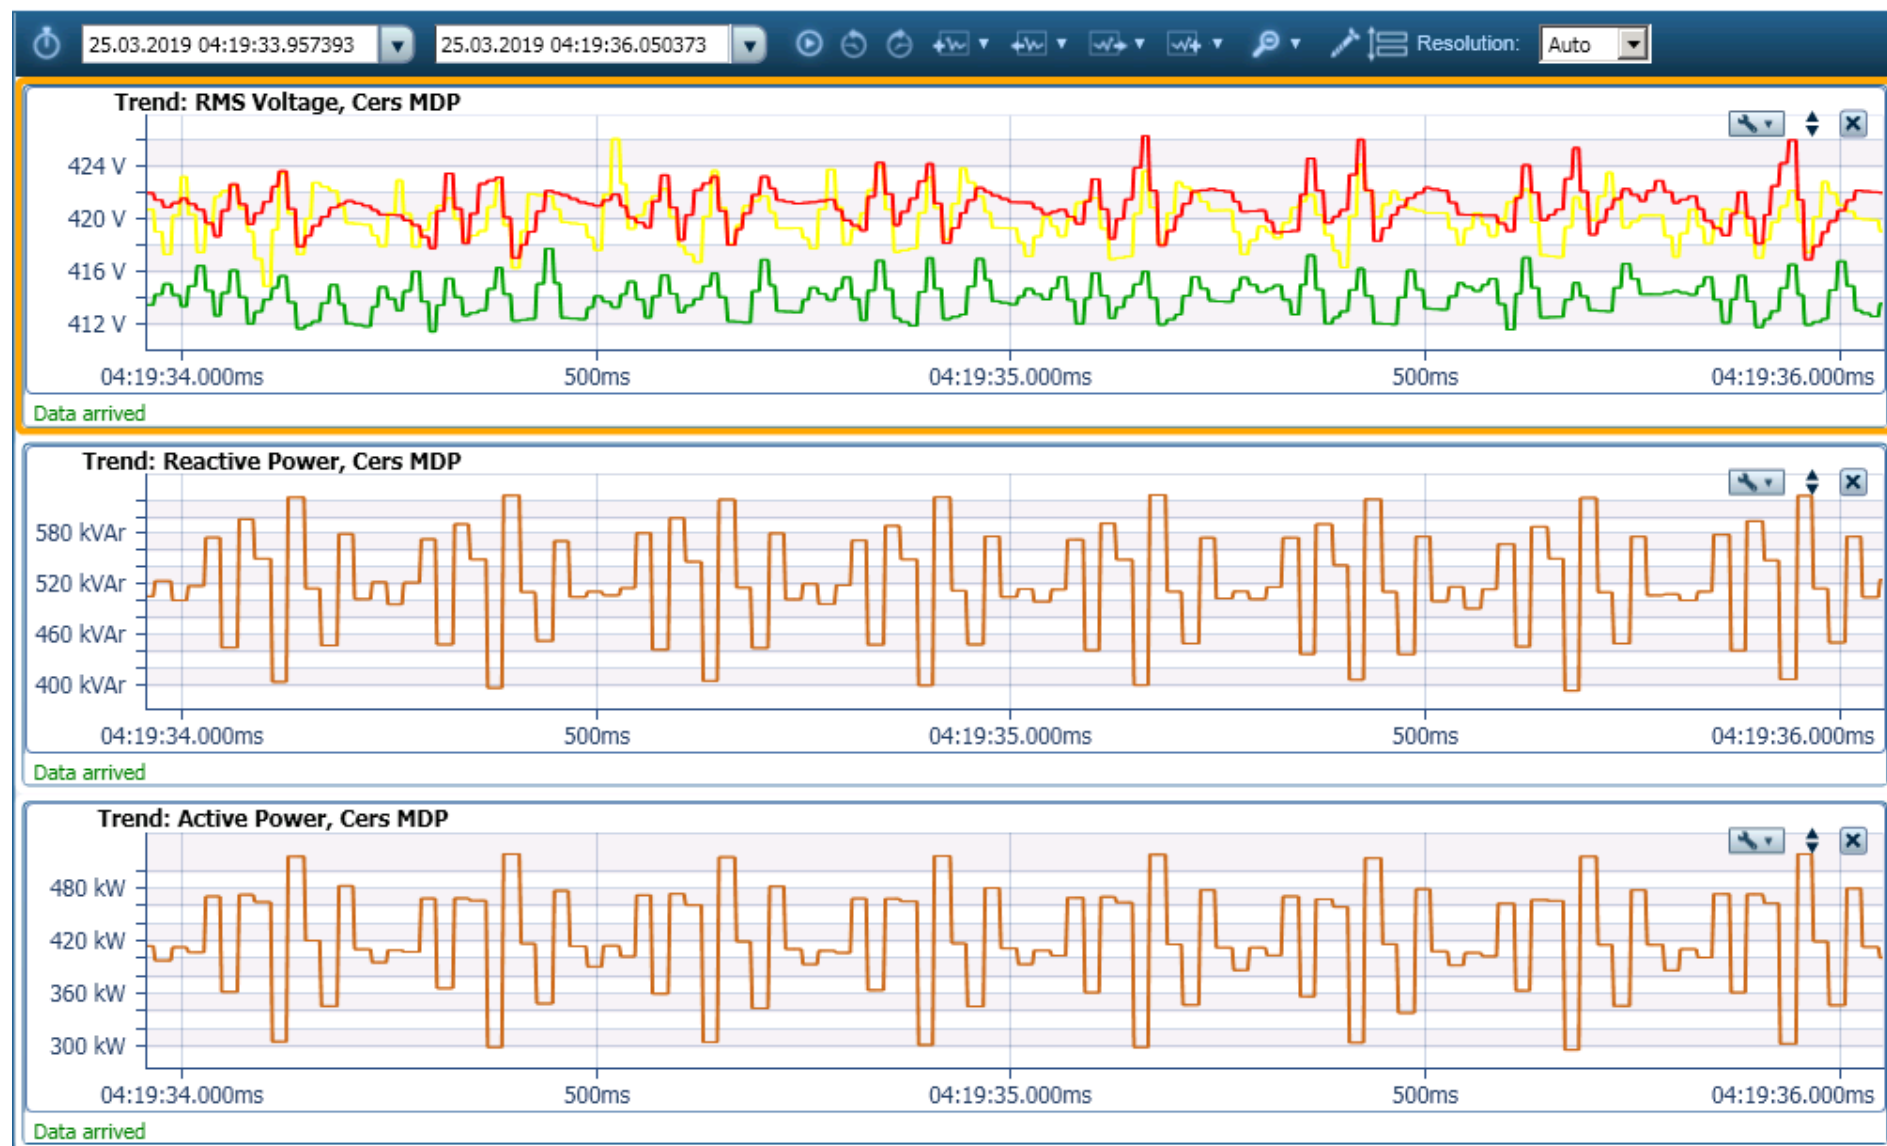 25.03.2019 04:19:33.957393 25.03.2019 04:19:36.050373 Resolution: Auto
Trend: RMS Voltage, Cers MDP
424 V
420 V
416 V
412 V
04:19:34.000ms 500ms 04:19:35.000ms 500ms 04:19:36.000ms
Data arrived
Trend: Reactive Power, Cers MDP
580 kVAr
520 kVAr
460 kVAr
400 kVAr
04:19:34.000ms 500ms 04:19:35.000ms 500ms 04:19:36.000ms
Data arrived
Trend: Active Power, Cers MDP
480 kW
420 kW
360 kW
300 kW
04:19:34.000ms 500ms 04:19:35.000ms 500ms 04:19:36.000ms
Data arrived